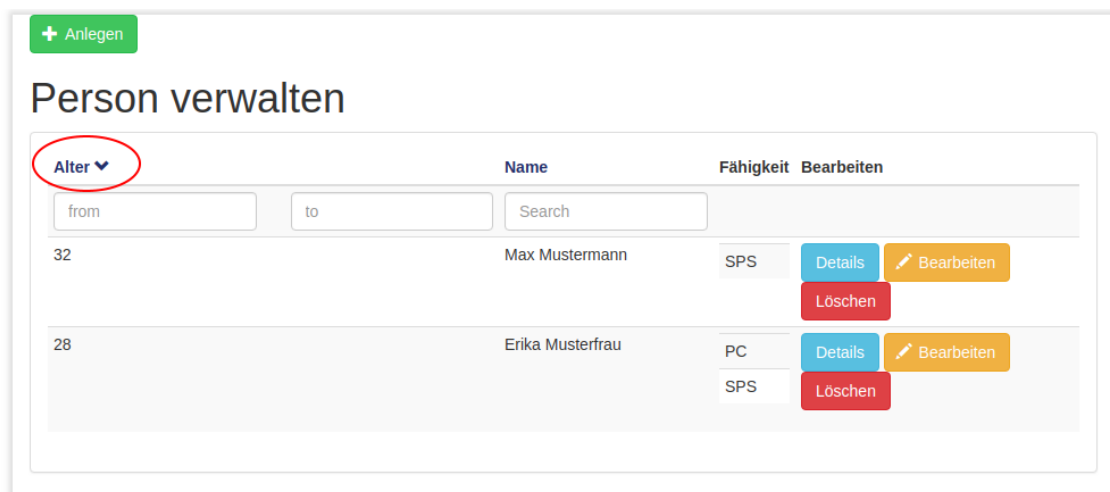 Anlegen
Person verwalten
Alter Name Fähigkeit Bearbeiten
from to Search
32 Max Mustermann SPS Details Bearbeiten
Löschen
28 Erika Musterfrau PC Details Bearbeiten
SPS Löschen